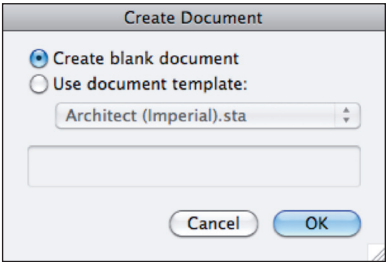 Create Document
Create blank document
Use document template:
Architect (Imperial).sta
Cancel OK